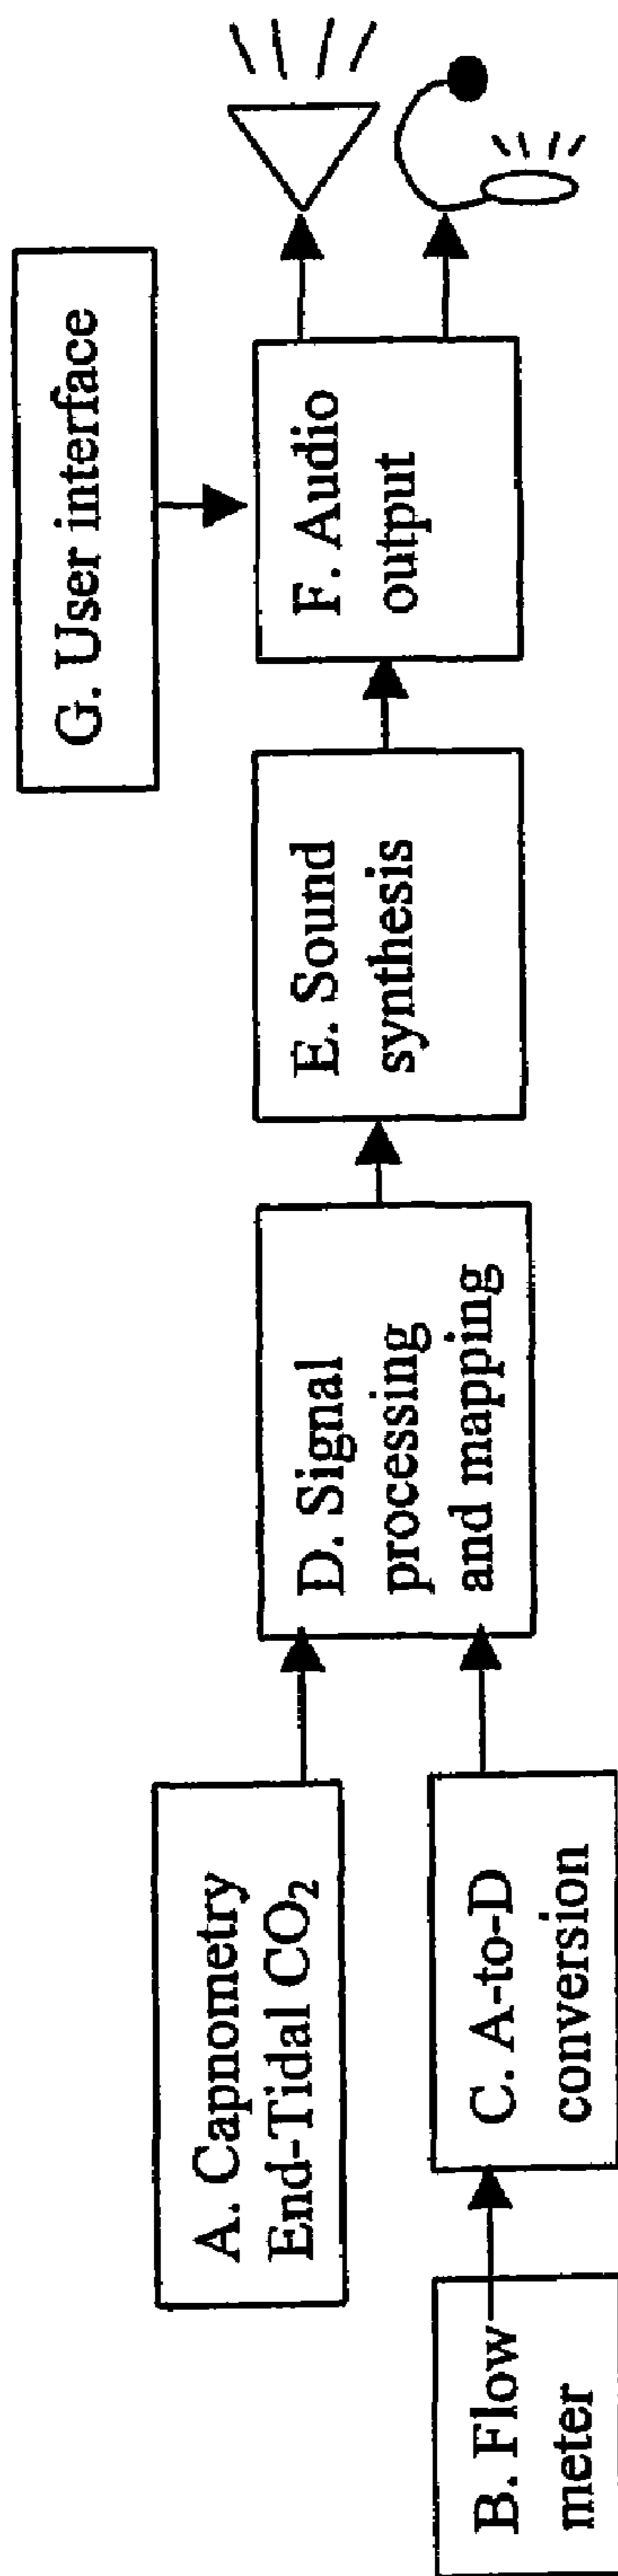 A. Capnometry
End-Tidal CO₂
B. Flow
meter
C. A-to-D
conversion
D. Signal
processing
and mapping
E. Sound
synthesis
F. Audio
output
G. User interface